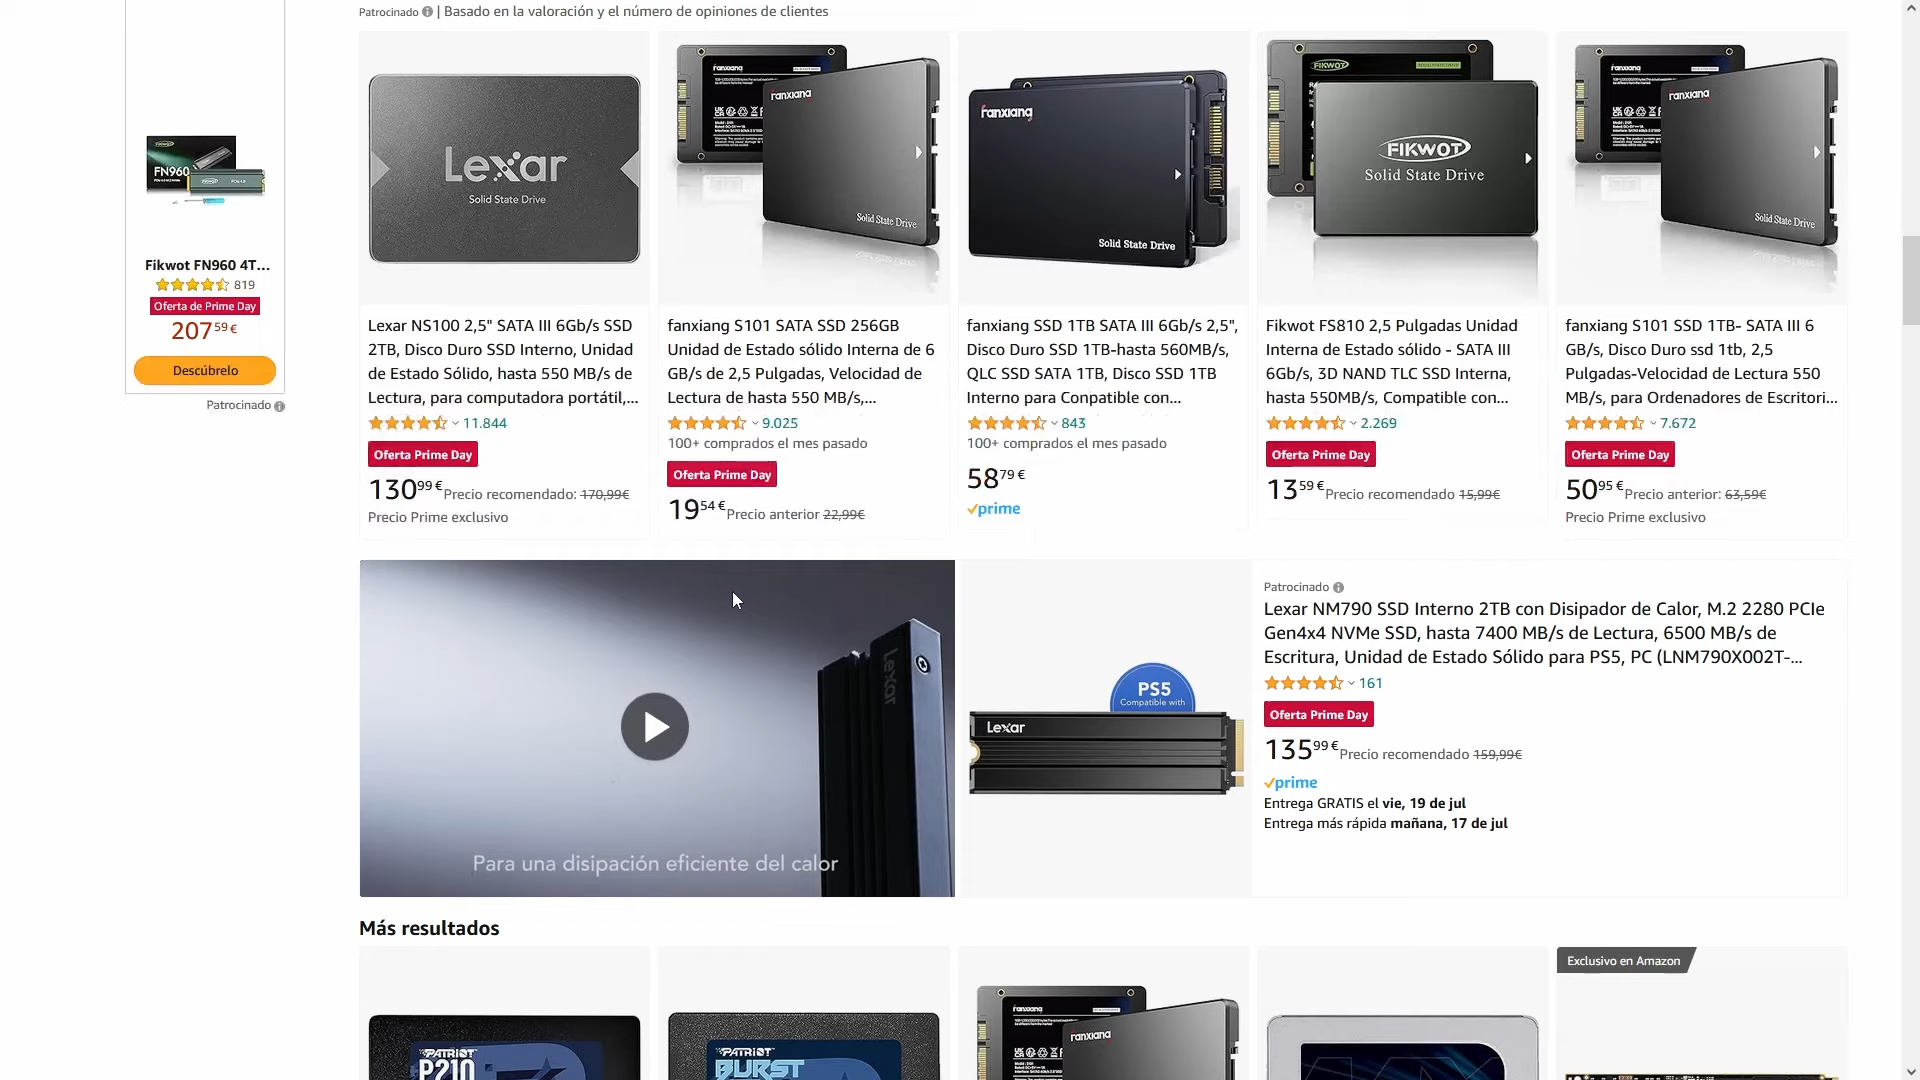 Patrocinado | Basado en la valoración y el número de opiniones de clientes
FN960
Fikwot FN960 4T...
819
Oferta de Prime Day
207 59 €
Descúbrelo
Patrocinado
Lexar
Solid State Drive
Lexar NS100 2,5" SATA III 6Gb/s SSD
2TB, Disco Duro SSD Interno, Unidad
de Estado Sólido, hasta 550 MB/s de
Lectura, para computadora portátil,...
11.844
Oferta Prime Day
130 99 € Precio recomendado: 170,99€
Precio Prime exclusivo
fanxiang
fanxiang
Solid State Drive
fanxiang S101 SATA SSD 256GB
Unidad de Estado sólido Interna de 6
GB/s de 2,5 Pulgadas, Velocidad de
Lectura de hasta 550 MB/s,...
9.025
100+ comprados el mes pasado
Oferta Prime Day
19 54 € Precio anterior 22,99€
fanxiang
Solid State Drive
fanxiang SSD 1TB SATA III 6Gb/s 2,5",
Disco Duro SSD 1TB-hasta 560MB/s,
QLC SSD SATA 1TB, Disco SSD 1TB
Interno para Conpatible con...
843
100+ comprados el mes pasado
58 79 €
prime
FIKWOT
FIKWOT
Solid State Drive
Fikwot FS810 2,5 Pulgadas Unidad
Interna de Estado sólido - SATA III
6Gb/s, 3D NAND TLC SSD Interna,
hasta 550MB/s, Compatible con...
2.269
Oferta Prime Day
13 59 € Precio recomendado 15,99€
fanxiang
fanxiang
Solid State Drive
fanxiang S101 SSD 1TB- SATA III 6
GB/s, Disco Duro ssd 1tb, 2,5
Pulgadas-Velocidad de Lectura 550
MB/s, para Ordenadores de Escritori...
7.672
Oferta Prime Day
50 95 € Precio anterior: 63,59€
Precio Prime exclusivo
Lexar
Para una disipación eficiente del calor
PS5
Compatible with
Lexar
Patrocinado
Lexar NM790 SSD Interno 2TB con Disipador de Calor, M.2 2280 PCIe
Gen4x4 NVMe SSD, hasta 7400 MB/s de Lectura, 6500 MB/s de
Escritura, Unidad de Estado Sólido para PS5, PC (LNM790X002T-...
161
Oferta Prime Day
135 99 € Precio recomendado 159,99€
prime
Entrega GRATIS el vie, 19 de jul
Entrega más rápida mañana, 17 de jul
Más resultados
PATRIOT
P210
PATRIOT
BURST
fanxiang
fanxiang
Exclusivo en Amazon